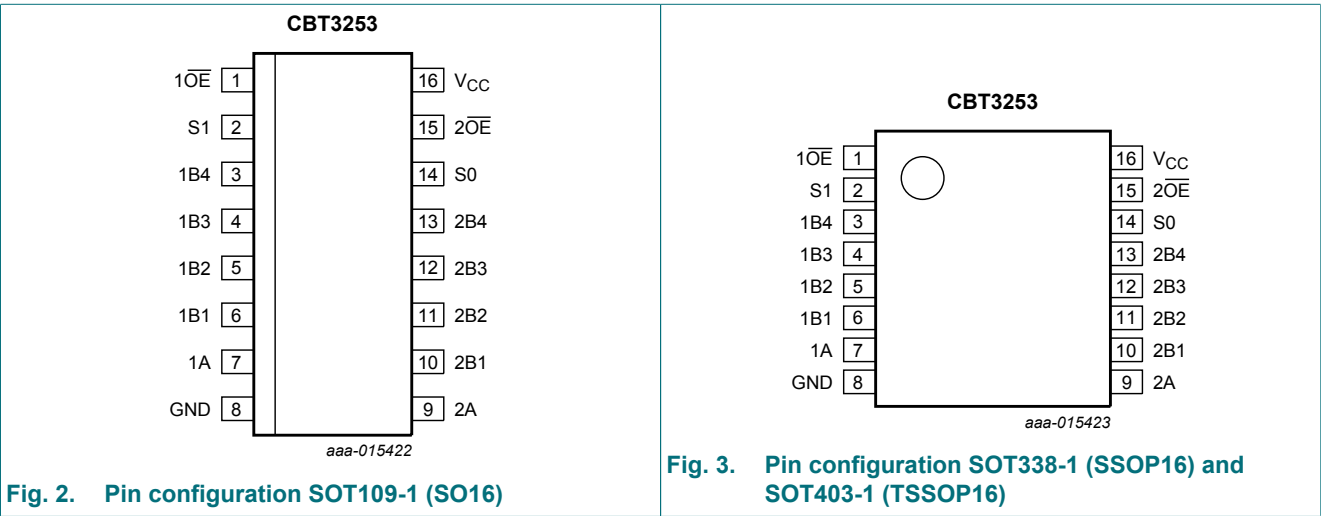 CBT3253
1O̅E̅ 1 16 VCC
S1 2 15 2O̅E̅
1B4 3 14 S0
1B3 4 13 2B4
1B2 5 12 2B3
1B1 6 11 2B2
1A 7 10 2B1
GND 8 9 2A
aaa-015422
Fig. 2. Pin configuration SOT109-1 (SO16)
CBT3253
1O̅E̅ 1 16 VCC
S1 2 15 2O̅E̅
1B4 3 14 S0
1B3 4 13 2B4
1B2 5 12 2B3
1B1 6 11 2B2
1A 7 10 2B1
GND 8 9 2A
aaa-015423
Fig. 3. Pin configuration SOT338-1 (SSOP16) and
SOT403-1 (TSSOP16)